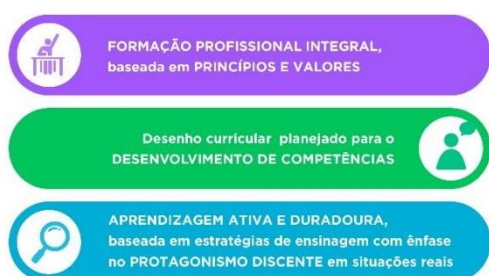 FORMAÇÃO PROFISSIONAL INTEGRAL,
baseada em PRINCÍPIOS E VALORES
Desenho curricular planejado para o
DESENVOLVIMENTO DE COMPETÊNCIAS
APRENDIZAGEM ATIVA E DURADOURA,
baseada em estratégias de ensinagem com ênfase
no PROTAGONISMO DISCENTE em situações reais